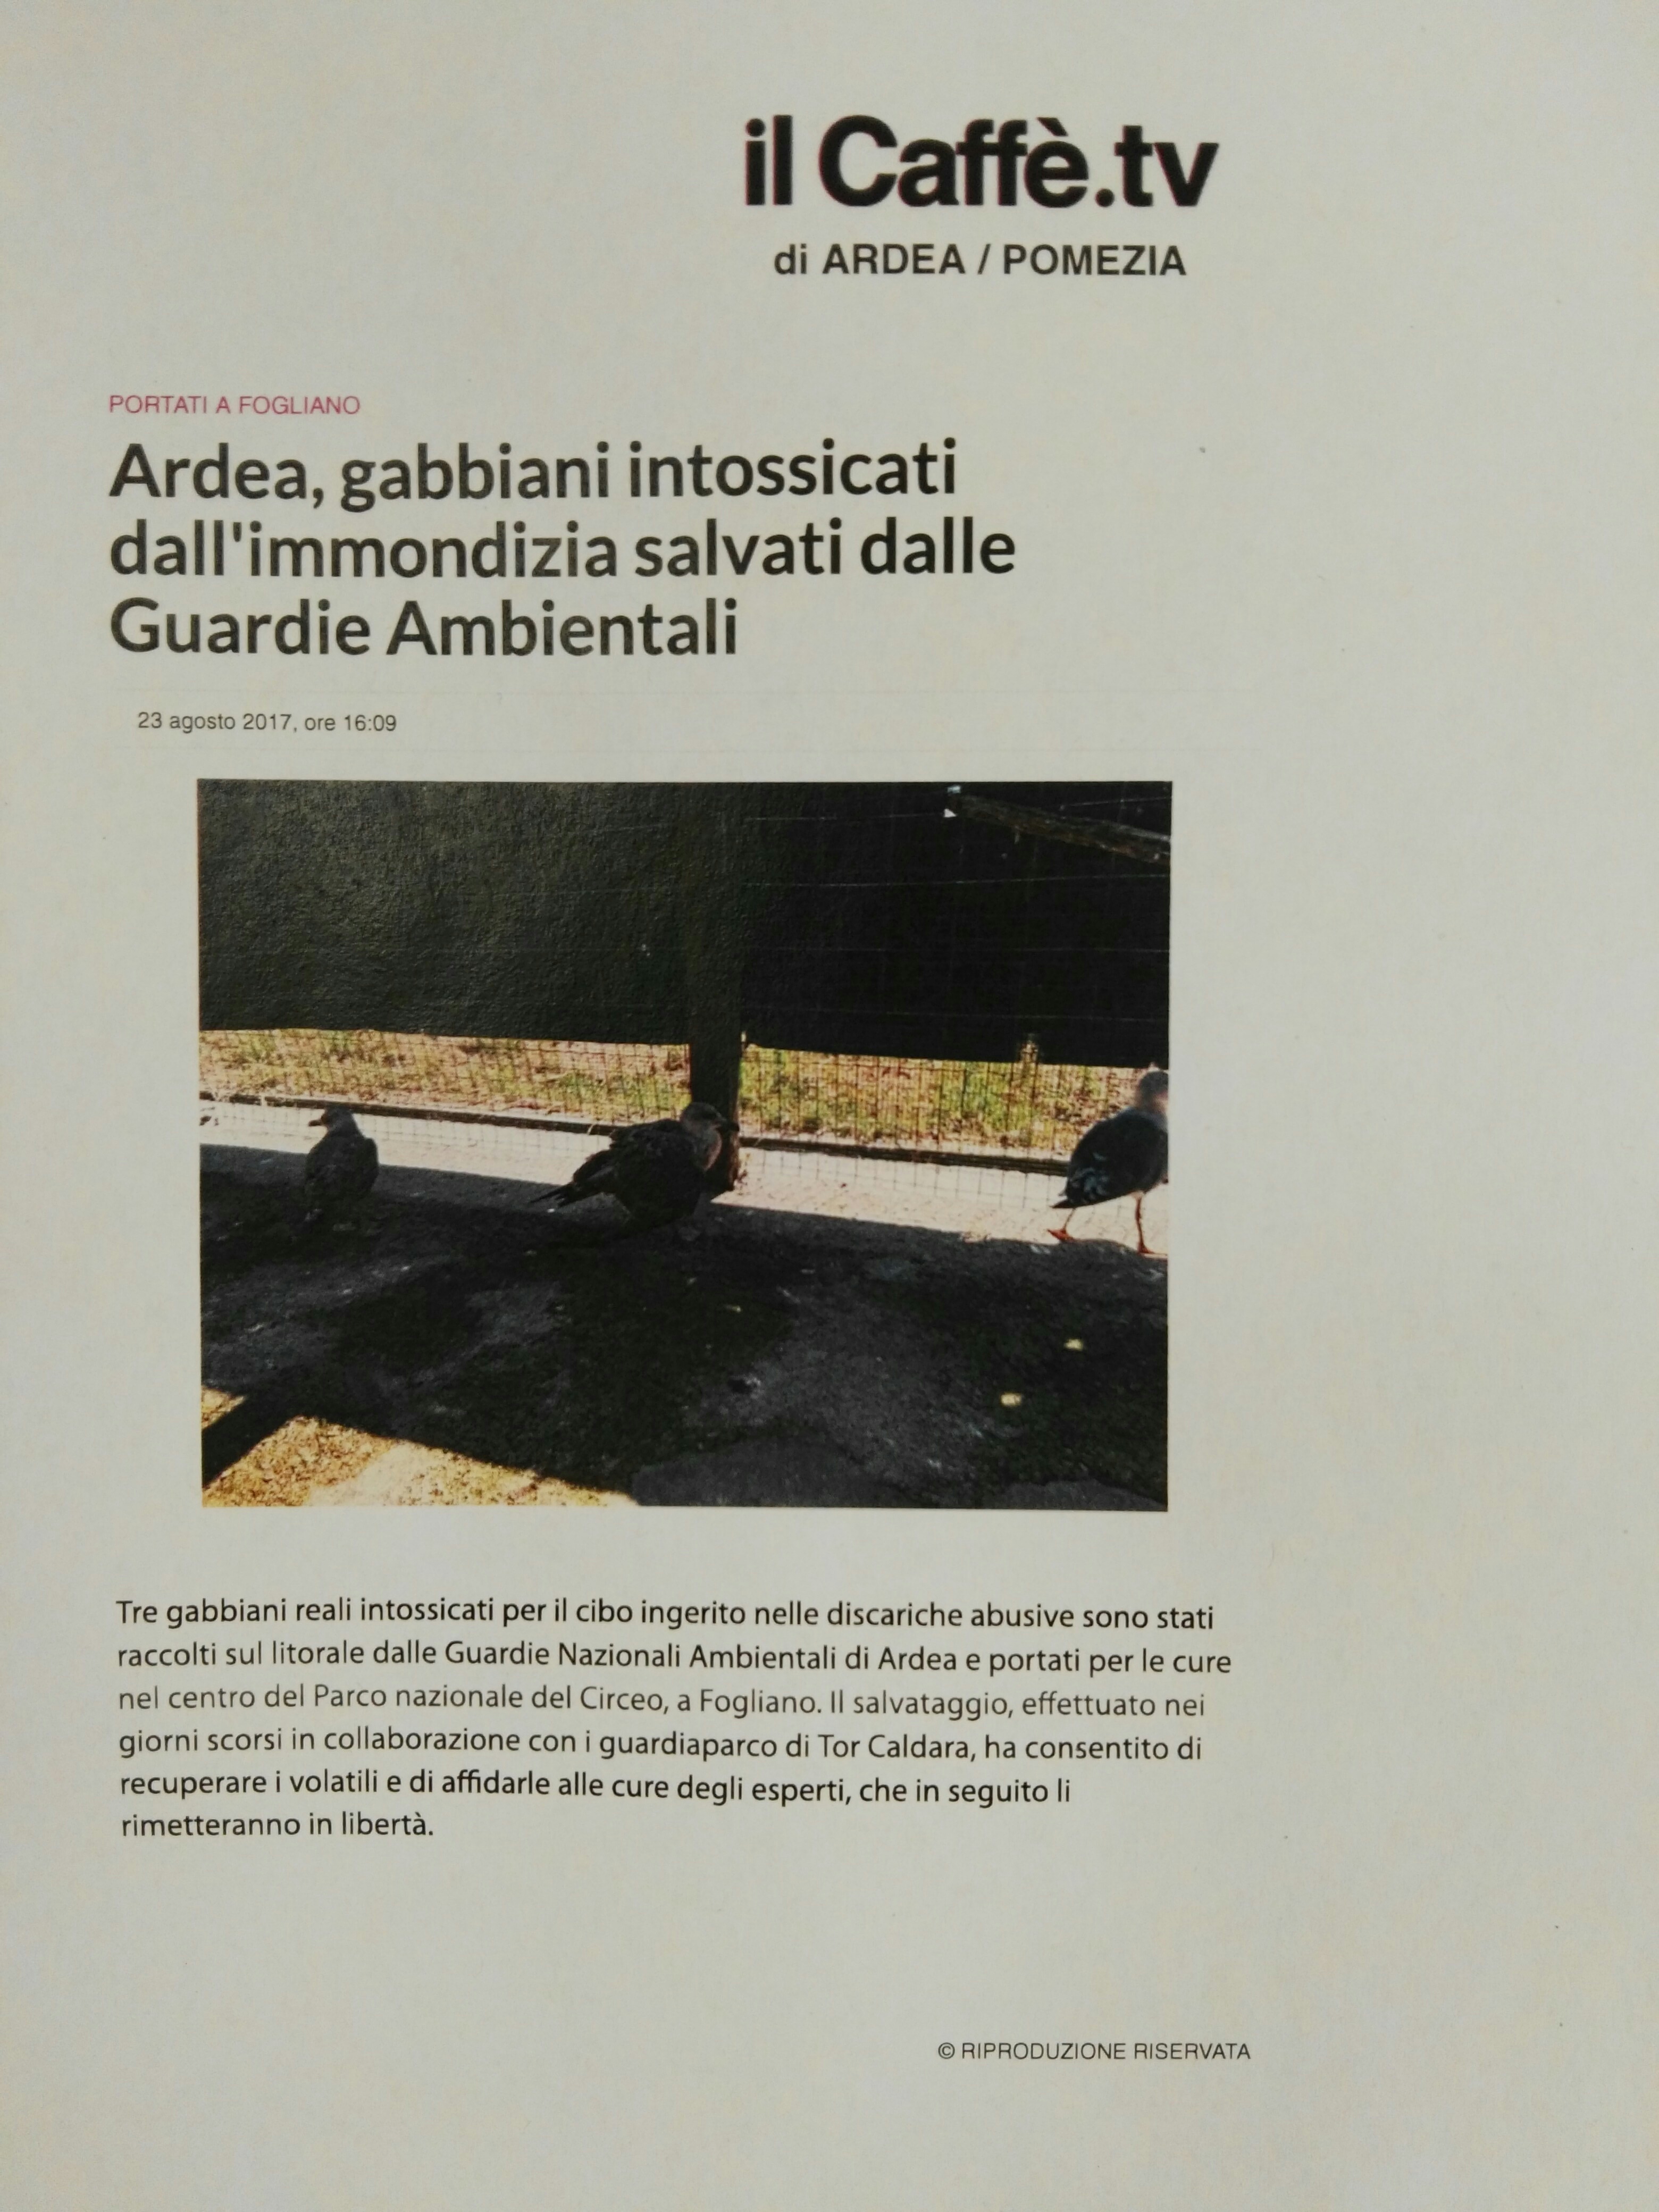 il Caffè.tv
di ARDEA / POMEZIA
PORTATI A FOGLIANO
Ardea, gabbiani intossicati
dall'immondizia salvati dalle
Guardie Ambientali
23 agosto 2017, ore 16:09
Tre gabbiani reali intossicati per il cibo ingerito nelle discariche abusive sono stati
raccolti sul litorale dalle Guardie Nazionali Ambientali di Ardea e portati per le cure
nel centro del Parco nazionale del Circeo, a Fogliano. Il salvataggio, effettuato nei
giorni scorsi in collaborazione con i guardiaparco di Tor Caldara, ha consentito di
recuperare i volatili e di affidarle alle cure degli esperti, che in seguito li
rimetteranno in libertà.
© RIPRODUZIONE RISERVATA